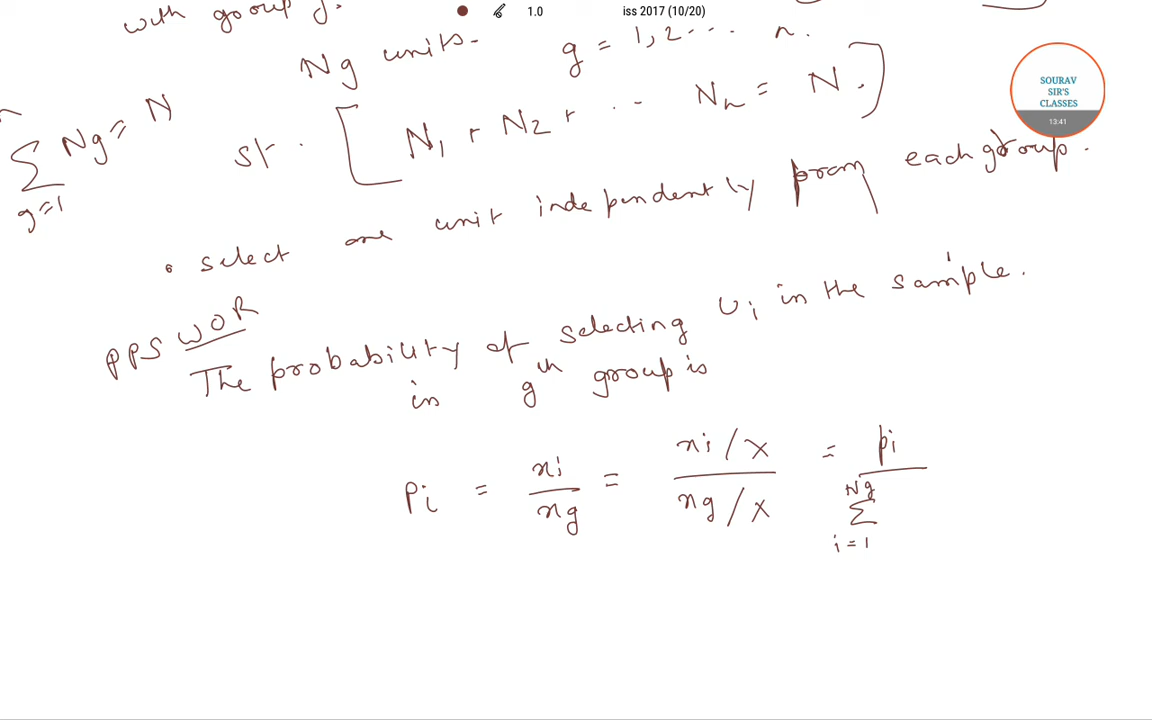 1.0 iss 2017 (10/20)
with group g.
Ng units. g = 1, 2 ... n.
∑ Ng = N
g=1
st. [ N1 + N2 + ... Nn = N. ]
SOURAV
SIR'S
CLASSES
13:41
• select one unit independently from each group.
PPS WOR
The probability of selecting Ui in the sample.
in gth group is
Pi = xi / xg = xi/X / xg/X = pi / ∑
Ng
i=1